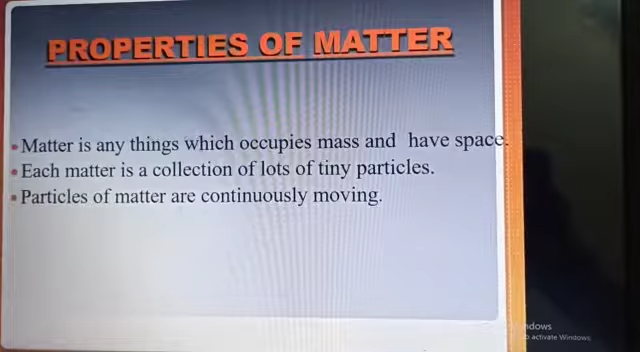 PROPERTIES OF MATTER
• Matter is any things which occupies mass and have space.
• Each matter is a collection of lots of tiny particles.
• Particles of matter are continuously moving.
activate Windows